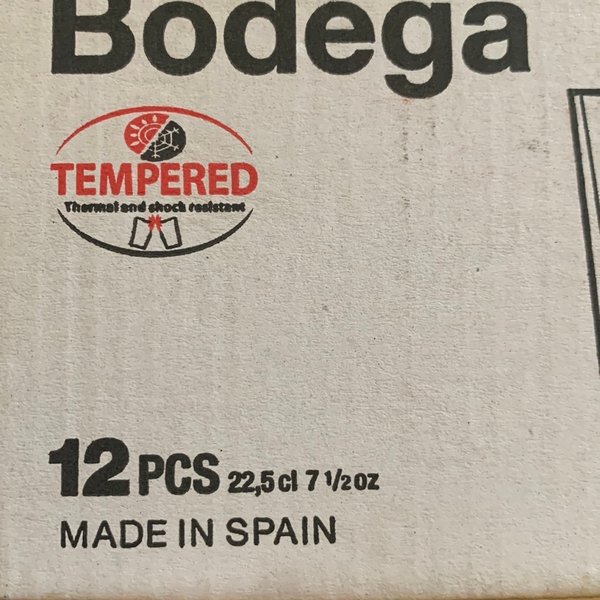 Bodega
TEMPERED
Thermal and shock resistant
12 PCS 22,5 cl 7 1/2 oz
MADE IN SPAIN